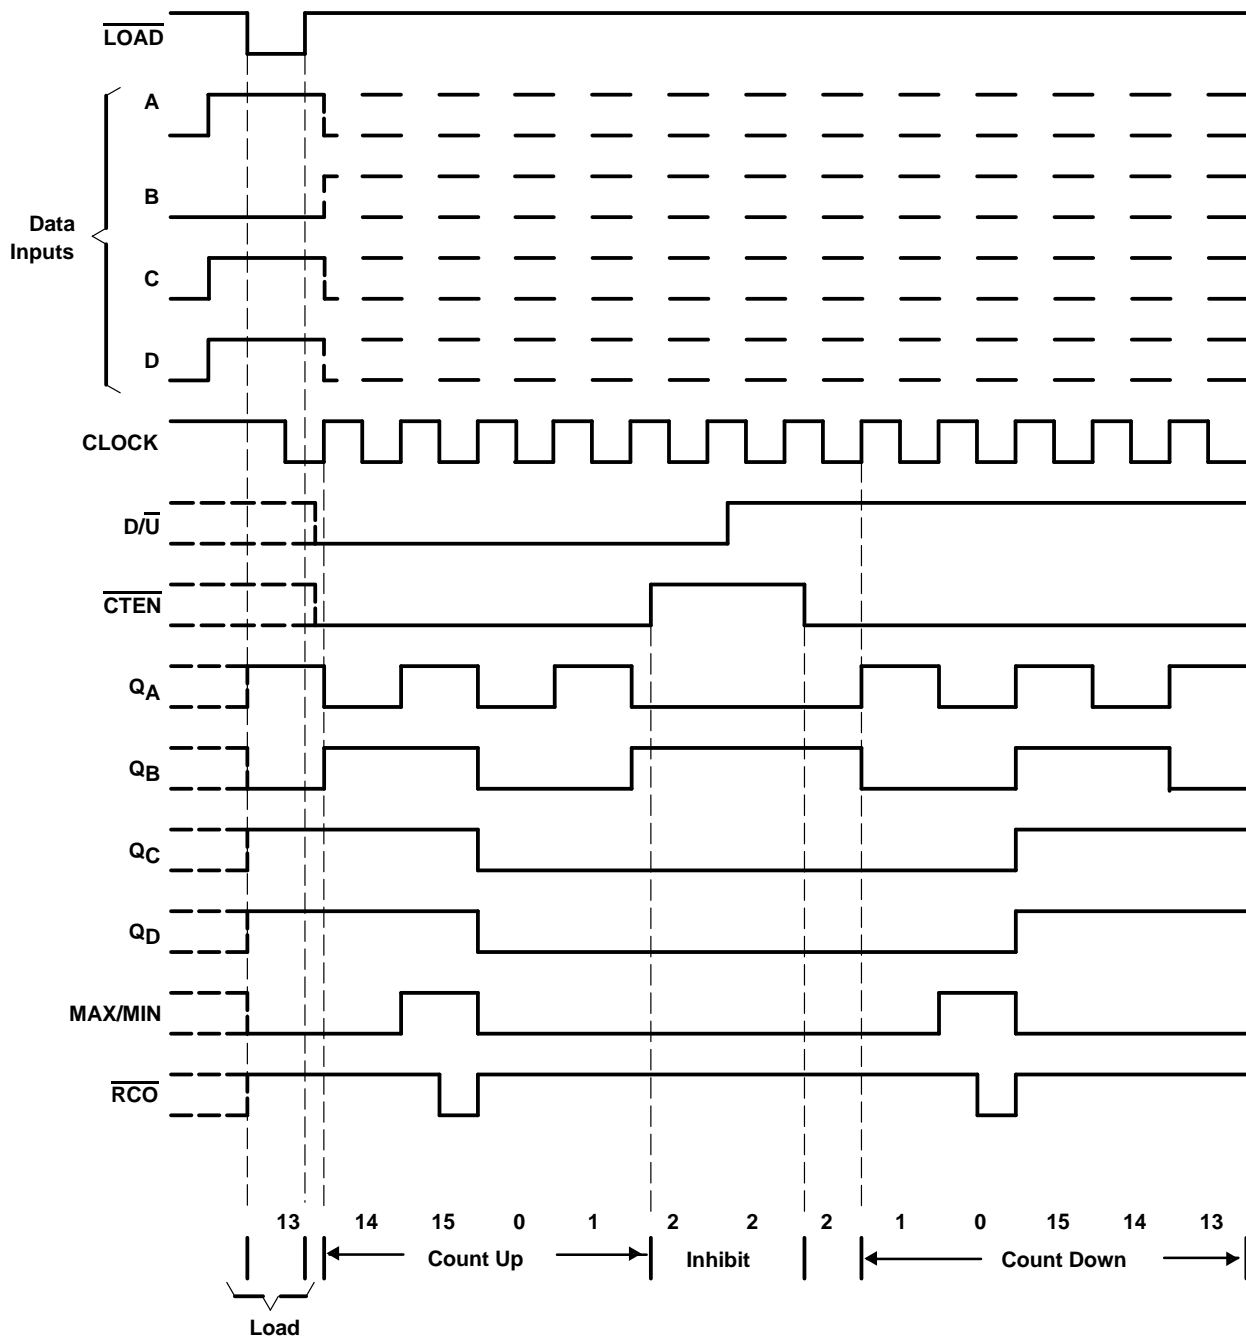 LOAD
A
B
Data
Inputs
C
D
CLOCK
D/U
CTEN
QA
QB
QC
QD
MAX/MIN
RCO
13 14 15 0 1 2 2 2 1 0 15 14 13
Count Up Inhibit Count Down
Load